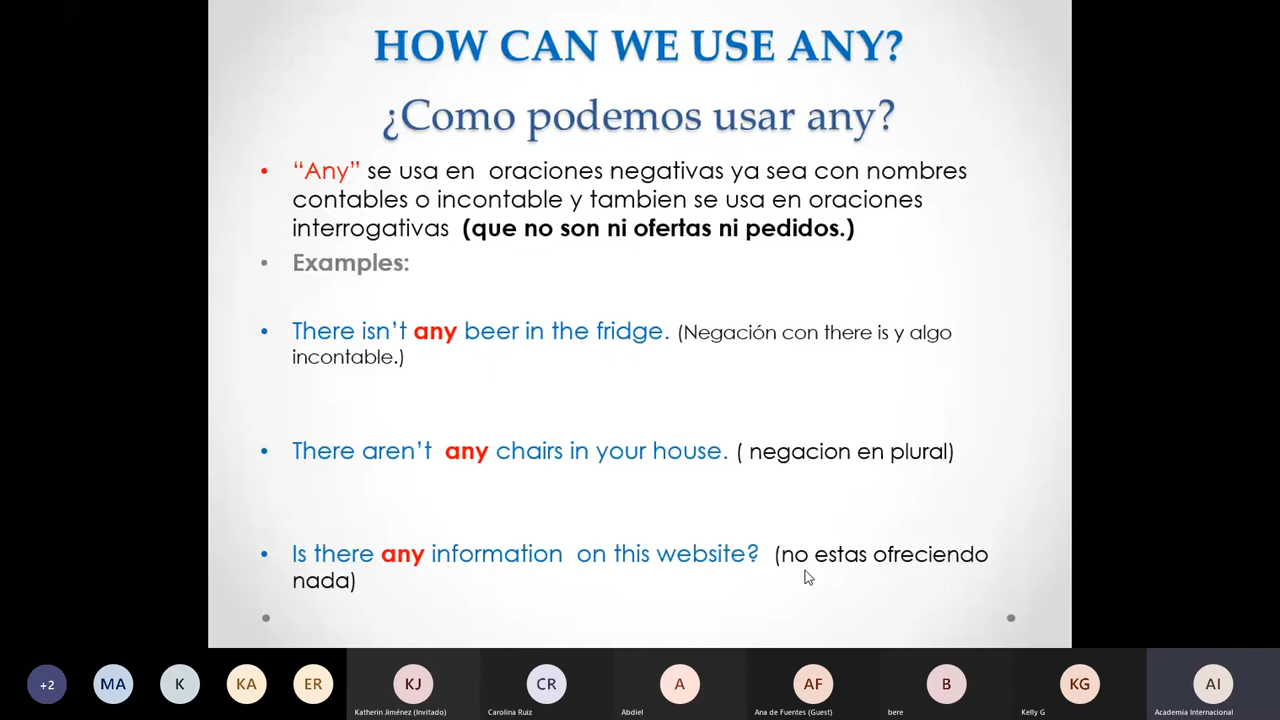 HOW CAN WE USE ANY?
¿Como podemos usar any?
• “Any” se usa en oraciones negativas ya sea con nombres
contables o incontable y tambien se usa en oraciones
interrogativas (que no son ni ofertas ni pedidos.)
• Examples:
• There isn’t any beer in the fridge. (Negación con there is y algo
incontable.)
• There aren’t any chairs in your house. ( negacion en plural)
• Is there any information on this website? (no estas ofreciendo
nada)
+2 MA K KA ER KJ CR A AF B KG AI
Katherin Jiménez (Invitado) Carolina Ruiz Abdiel Ana de Fuentes (Guest) bere Kelly G Academia Internacional